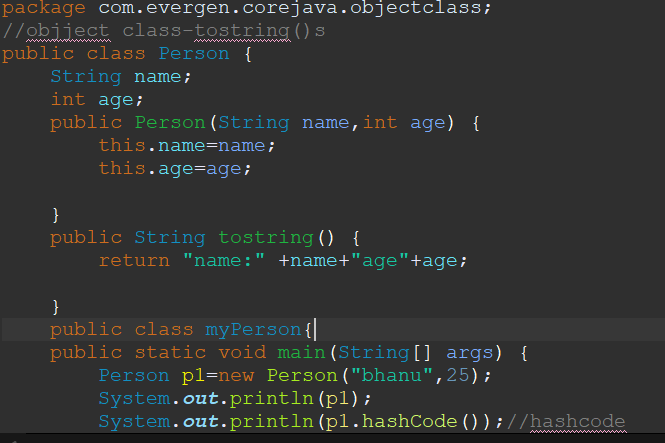 package com.evergen.corejava.objectclass;
//objject class-tostring()s
public class Person {
    String name;
    int age;
    public Person(String name,int age) {
        this.name=name;
        this.age=age;
    }
    public String tostring() {
        return "name:" +name+"age"+age;
    }
    public class myPerson{
    public static void main(String[] args) {
        Person p1=new Person("bhanu",25);
        System.out.println(p1);
        System.out.println(p1.hashCode());//hashcode